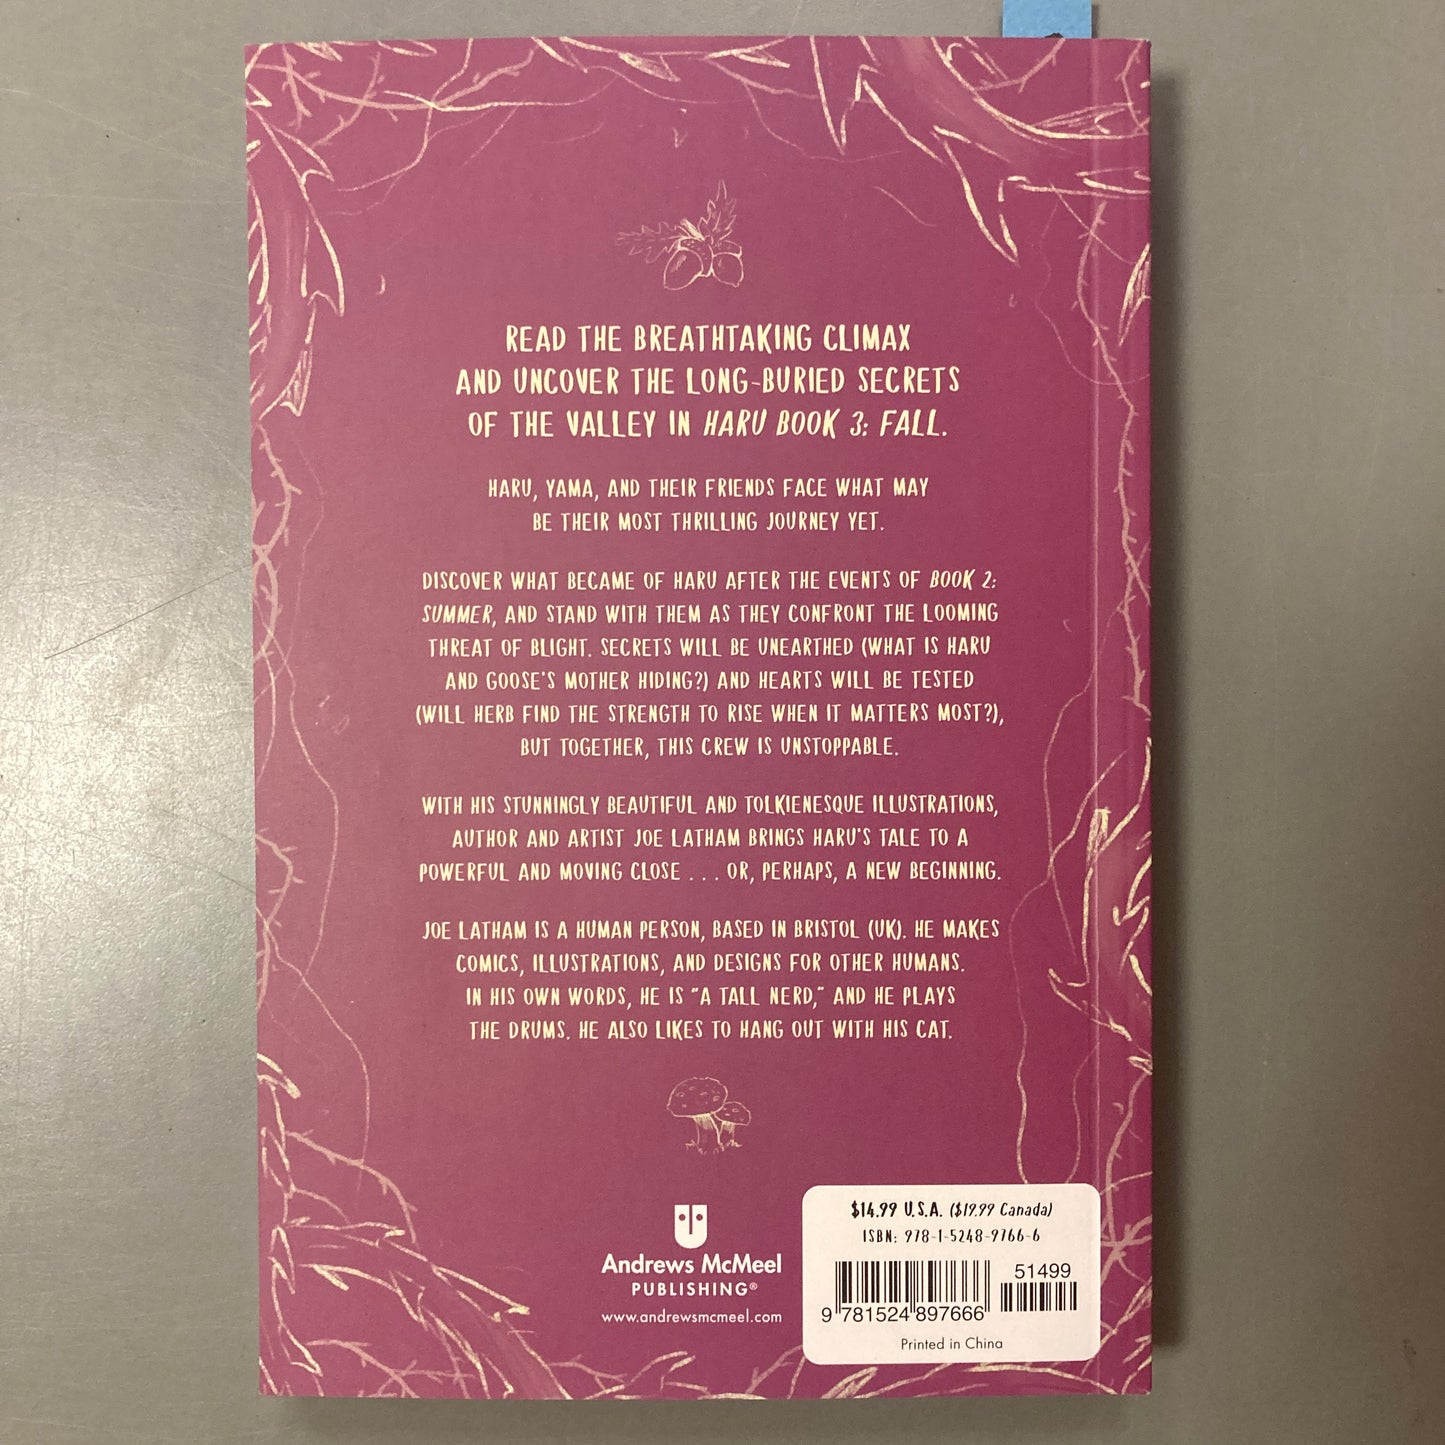 READ THE BREATHTAKING CLIMAX
AND UNCOVER THE LONG-BURIED SECRETS
OF THE VALLEY IN HARU BOOK 3: FALL.
HARU, YAMA, AND THEIR FRIENDS FACE WHAT MAY
BE THEIR MOST THRILLING JOURNEY YET.
DISCOVER WHAT BECAME OF HARU AFTER THE EVENTS OF BOOK 2:
SUMMER, AND STAND WITH THEM AS THEY CONFRONT THE LOOMING
THREAT OF BLIGHT. SECRETS WILL BE UNEARTHED (WHAT IS HARU
AND GOOSE'S MOTHER HIDING?) AND HEARTS WILL BE TESTED
(WILL HERB FIND THE STRENGTH TO RISE WHEN IT MATTERS MOST?),
BUT TOGETHER, THIS CREW IS UNSTOPPABLE.
WITH HIS STUNNINGLY BEAUTIFUL AND TOLKIENESQUE ILLUSTRATIONS,
AUTHOR AND ARTIST JOE LATHAM BRINGS HARU'S TALE TO A
POWERFUL AND MOVING CLOSE . . . OR, PERHAPS, A NEW BEGINNING.
JOE LATHAM IS A HUMAN PERSON, BASED IN BRISTOL (UK). HE MAKES
COMICS, ILLUSTRATIONS, AND DESIGNS FOR OTHER HUMANS.
IN HIS OWN WORDS, HE IS "A TALL NERD," AND HE PLAYS
THE DRUMS. HE ALSO LIKES TO HANG OUT WITH HIS CAT.
Andrews McMeel
PUBLISHING®
www.andrewsmcmeel.com
$14.99 U.S.A. ($19.99 Canada)
ISBN: 978-1-5248-9766-6
51499
9 781524 897666
Printed in China